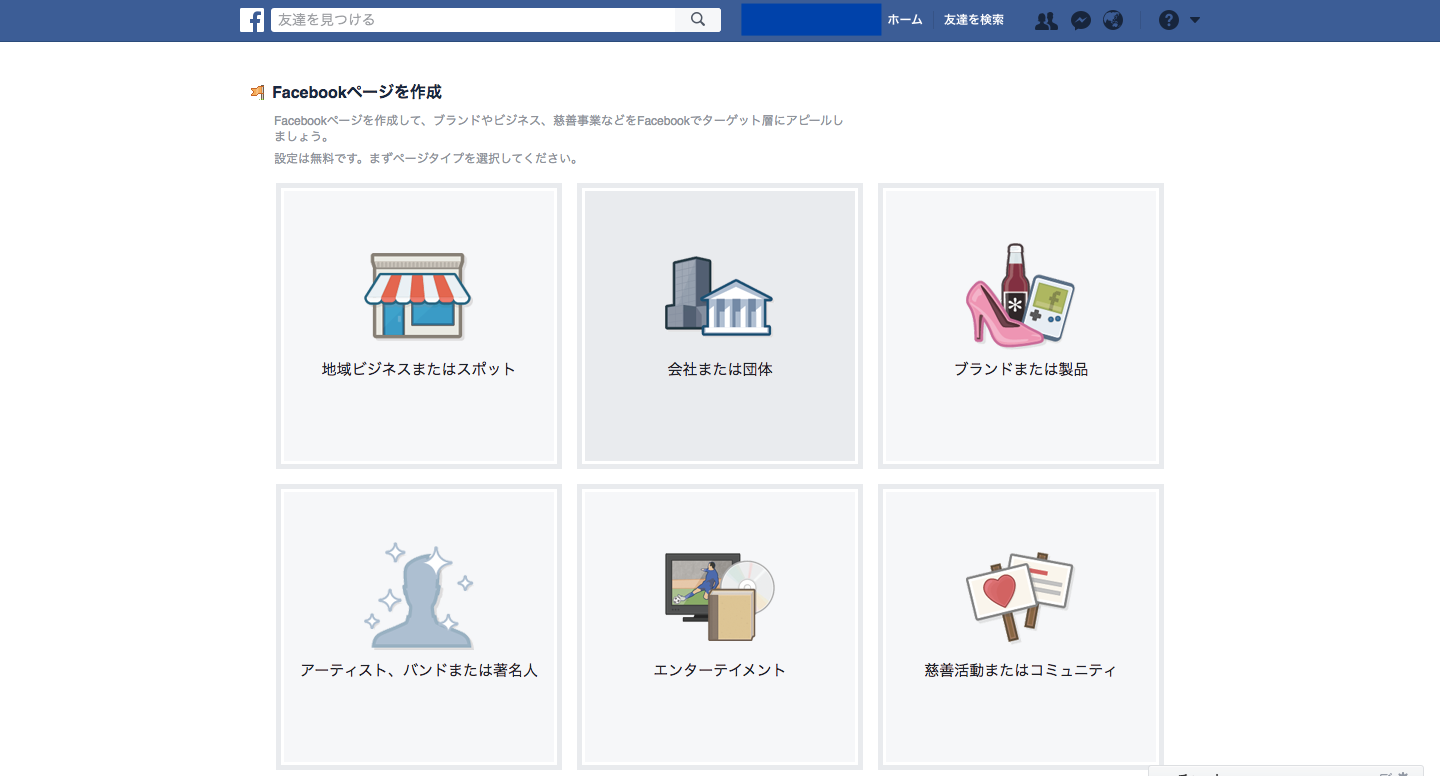 友達を見つける
ホーム
友達を検索
Facebookページを作成
Facebookページを作成して、ブランドやビジネス、慈善事業などをFacebookでターゲット層にアピールし
ましょう。
設定は無料です。まずページタイプを選択してください。
地域ビジネスまたはスポット
会社または団体
ブランドまたは製品
アーティスト、バンドまたは著名人
エンターテイメント
慈善活動またはコミュニティ